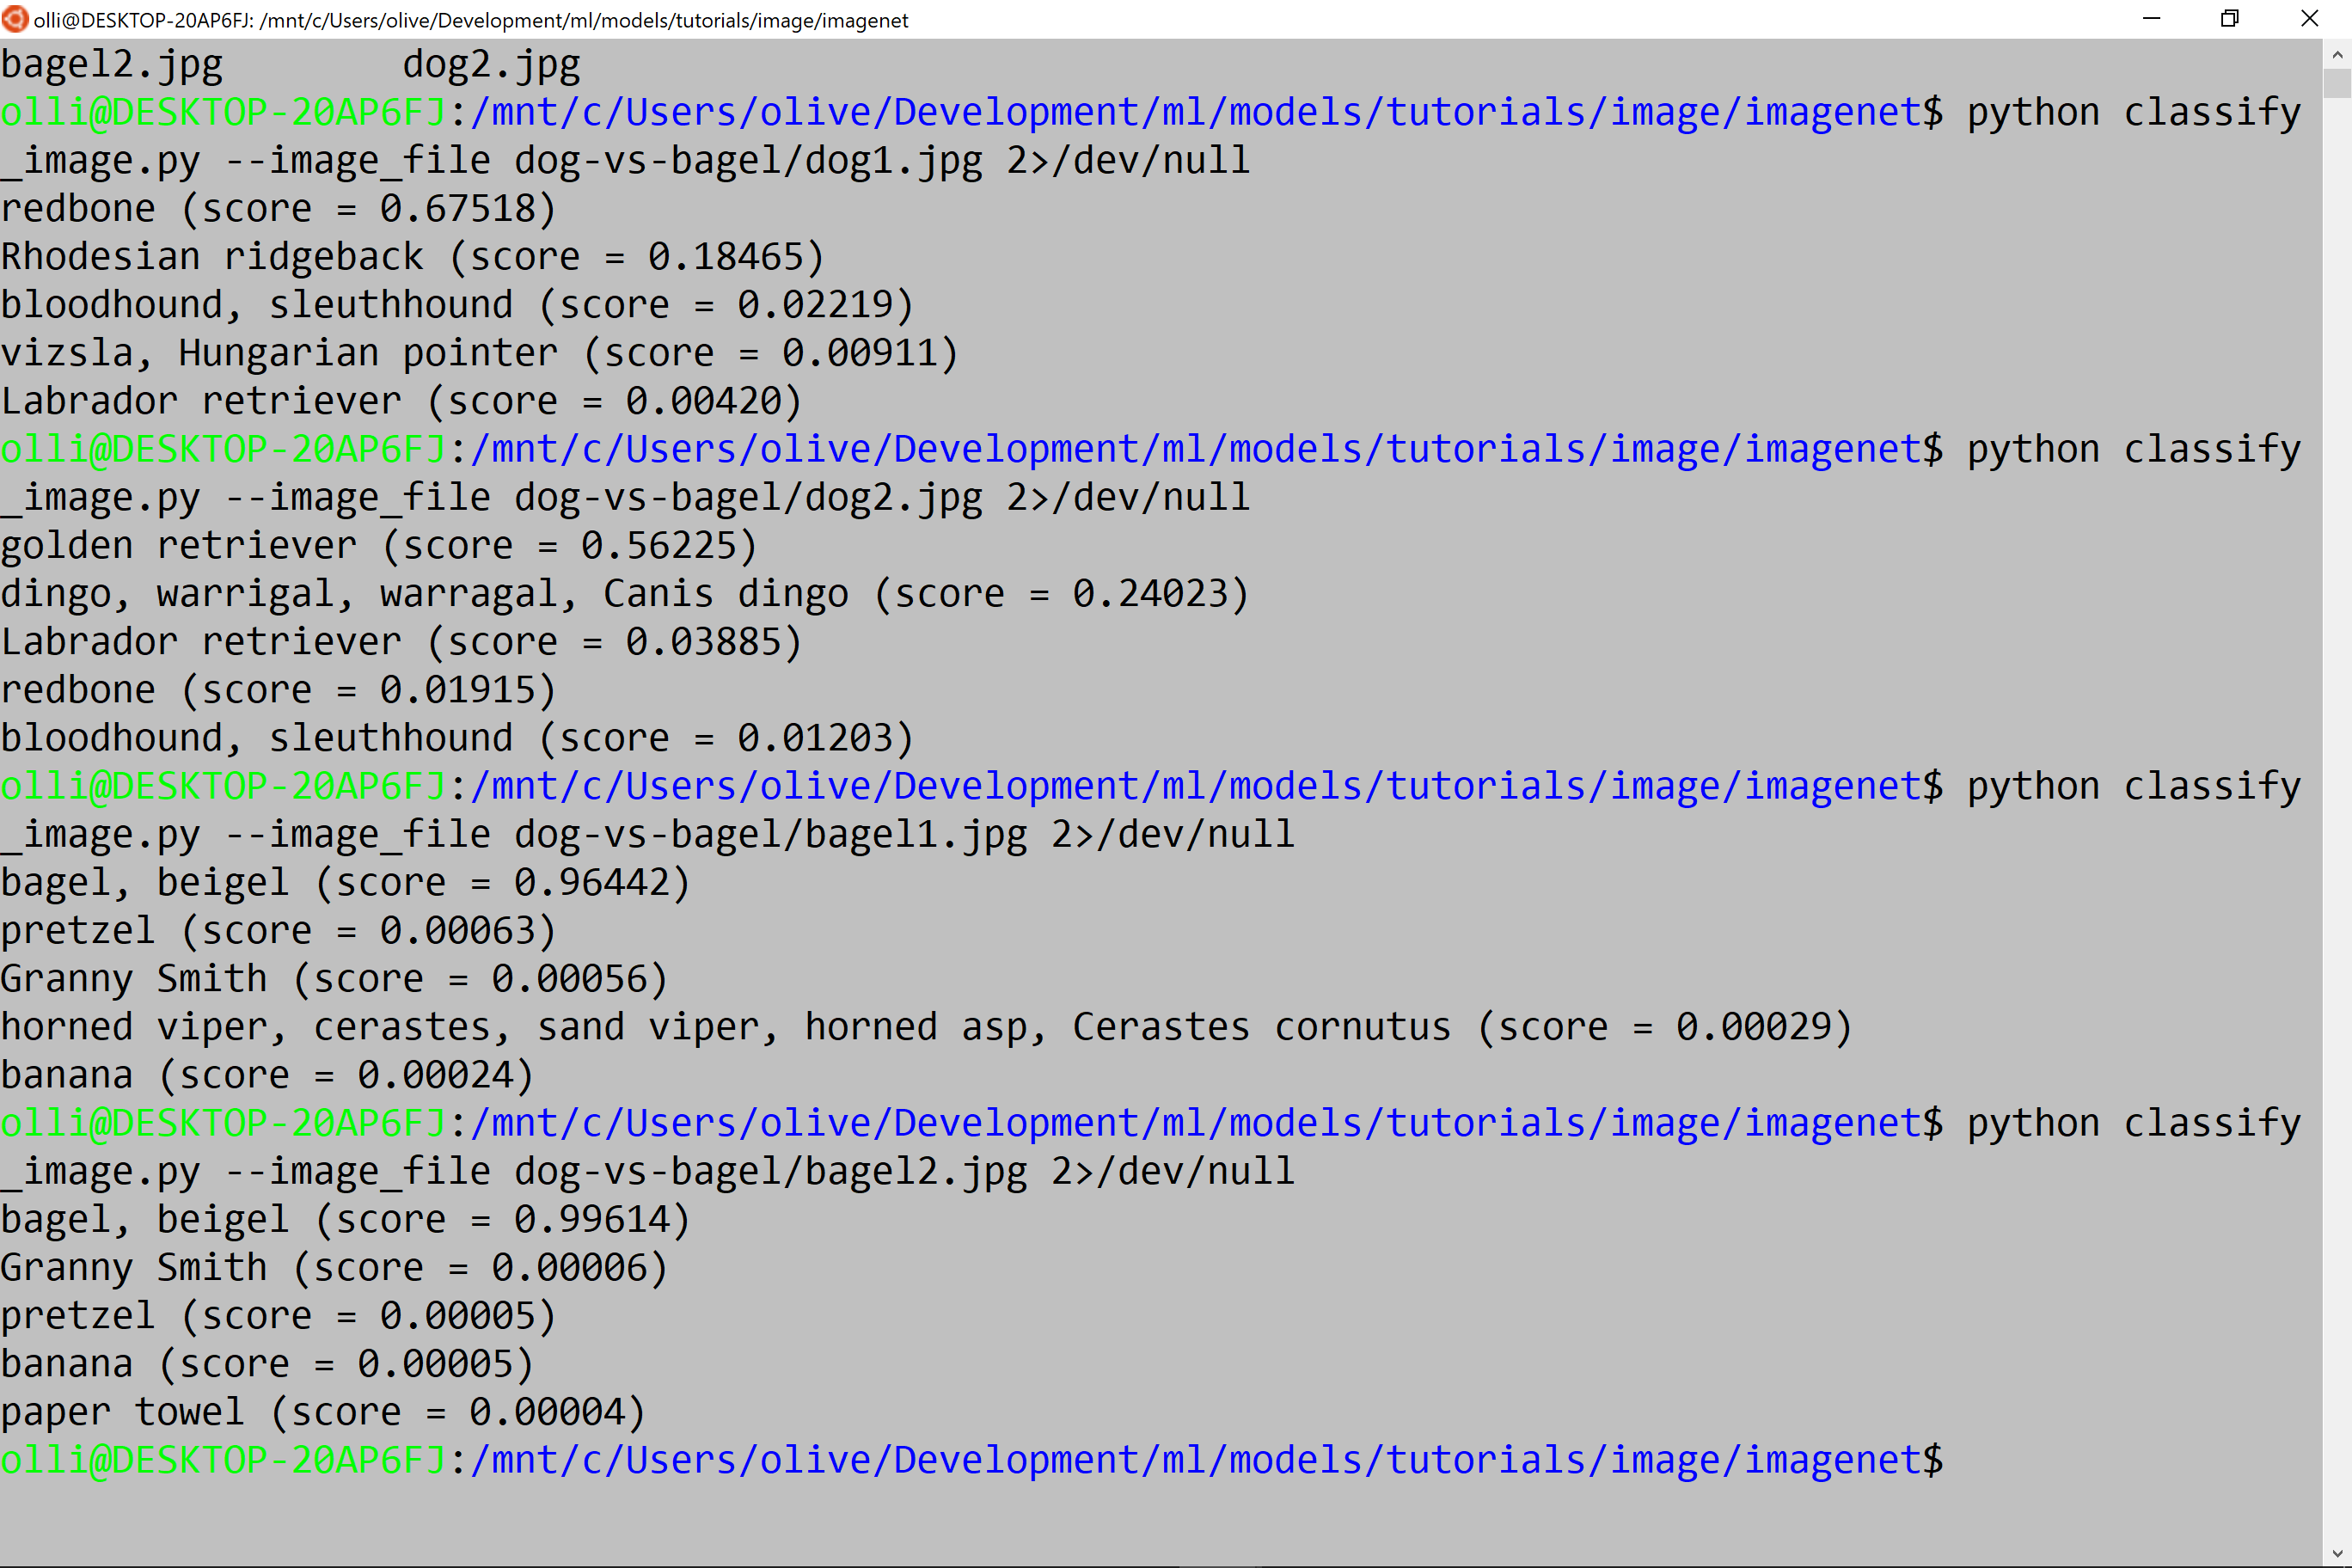 olli@DESKTOP-20AP6FJ: /mnt/c/Users/olive/Development/ml/models/tutorials/image/imagenet
bagel2.jpg        dog2.jpg
olli@DESKTOP-20AP6FJ:/mnt/c/Users/olive/Development/ml/models/tutorials/image/imagenet$ python classify
_image.py --image_file dog-vs-bagel/dog1.jpg 2>/dev/null
redbone (score = 0.67518)
Rhodesian ridgeback (score = 0.18465)
bloodhound, sleuthhound (score = 0.02219)
vizsla, Hungarian pointer (score = 0.00911)
Labrador retriever (score = 0.00420)
olli@DESKTOP-20AP6FJ:/mnt/c/Users/olive/Development/ml/models/tutorials/image/imagenet$ python classify
_image.py --image_file dog-vs-bagel/dog2.jpg 2>/dev/null
golden retriever (score = 0.56225)
dingo, warrigal, warragal, Canis dingo (score = 0.24023)
Labrador retriever (score = 0.03885)
redbone (score = 0.01915)
bloodhound, sleuthhound (score = 0.01203)
olli@DESKTOP-20AP6FJ:/mnt/c/Users/olive/Development/ml/models/tutorials/image/imagenet$ python classify
_image.py --image_file dog-vs-bagel/bagel1.jpg 2>/dev/null
bagel, beigel (score = 0.96442)
pretzel (score = 0.00063)
Granny Smith (score = 0.00056)
horned viper, cerastes, sand viper, horned asp, Cerastes cornutus (score = 0.00029)
banana (score = 0.00024)
olli@DESKTOP-20AP6FJ:/mnt/c/Users/olive/Development/ml/models/tutorials/image/imagenet$ python classify
_image.py --image_file dog-vs-bagel/bagel2.jpg 2>/dev/null
bagel, beigel (score = 0.99614)
Granny Smith (score = 0.00006)
pretzel (score = 0.00005)
banana (score = 0.00005)
paper towel (score = 0.00004)
olli@DESKTOP-20AP6FJ:/mnt/c/Users/olive/Development/ml/models/tutorials/image/imagenet$